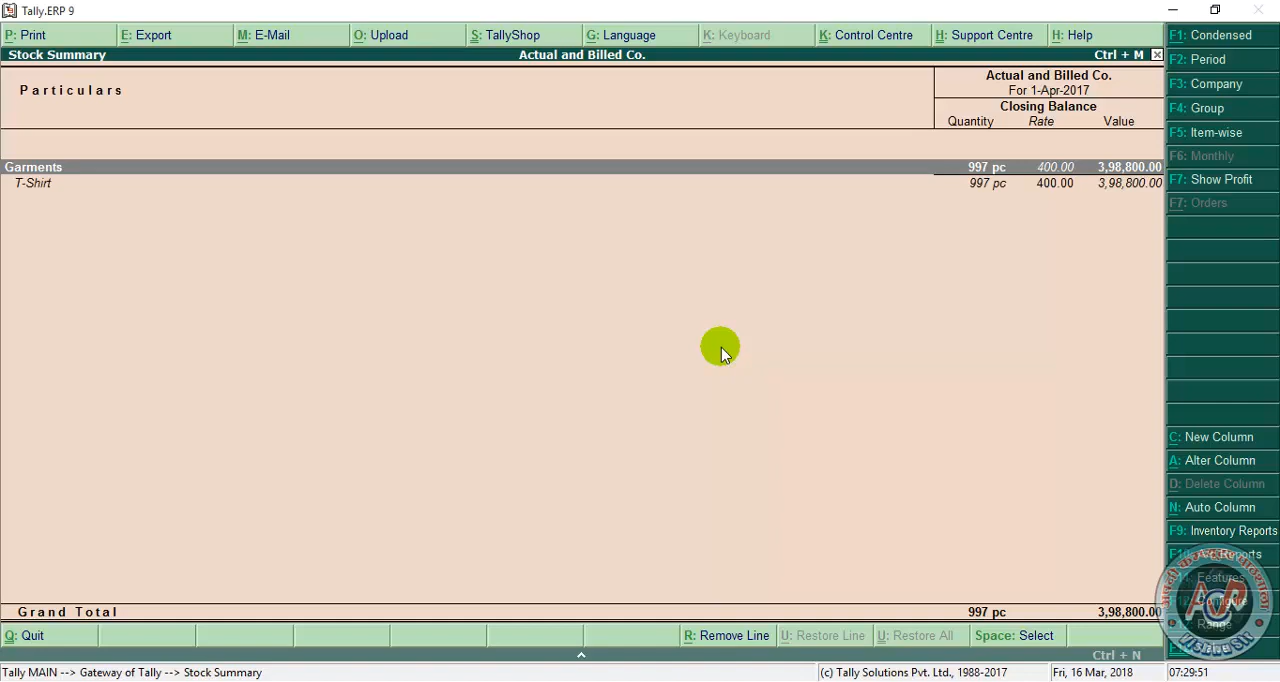 Tally.ERP 9
P: Print E: Export M: E-Mail O: Upload S: TallyShop G: Language K: Keyboard K: Control Centre H: Support Centre H: Help
Stock Summary Actual and Billed Co. Ctrl + M
Particulars
Actual and Billed Co.
For 1-Apr-2017
Closing Balance
Quantity Rate Value
Garments 997 pc 400.00 3,98,800.00
T-Shirt 997 pc 400.00 3,98,800.00
Grand Total 997 pc 3,98,800.00
F1: Condensed
F2: Period
F3: Company
F4: Group
F5: Item-wise
F6: Monthly
F7: Show Profit
F7: Orders
C: New Column
A: Alter Column
D: Delete Column
N: Auto Column
F9: Inventory Reports
F10: A/c Reports
Features
Configure
Range
ACR
Q: Quit R: Remove Line U: Restore Line U: Restore All Space: Select
Ctrl + N
Tally MAIN --> Gateway of Tally --> Stock Summary (c) Tally Solutions Pvt. Ltd., 1988-2017 Fri, 16 Mar, 2018 07:29:51